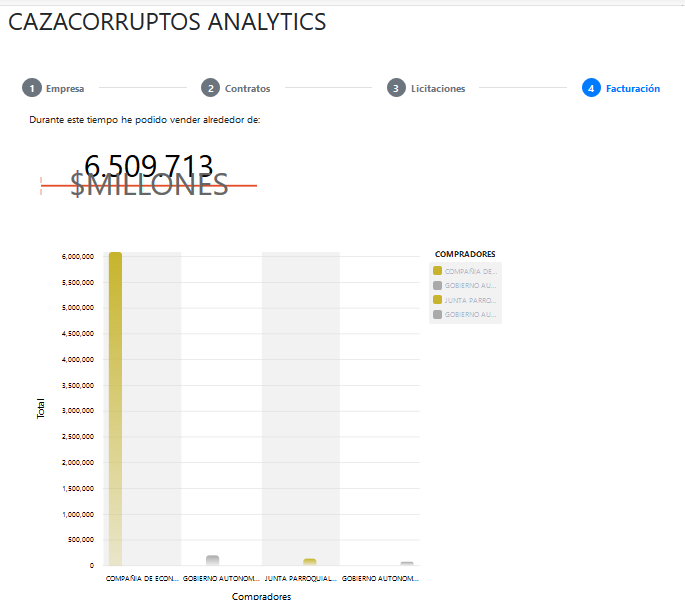 CAZACORRUPTOS ANALYTICS
1 Empresa 2 Contratos 3 Licitaciones 4 Facturación
Durante este tiempo he podido vender alrededor de:
6.509.713
$MILLONES
COMPRADORES
COMPAÑIA DE...
GOBIERNO AU...
JUNTA PARRO...
GOBIERNO AU...
6,000,000
5,500,000
5,000,000
4,500,000
4,000,000
3,500,000
3,000,000
2,500,000
2,000,000
1,500,000
1,000,000
500,000
0
Total
COMPAÑIA DE ECON... GOBIERNO AUTONOM... JUNTA PARROQUIAL... GOBIERNO AUTONOM...
Compradores